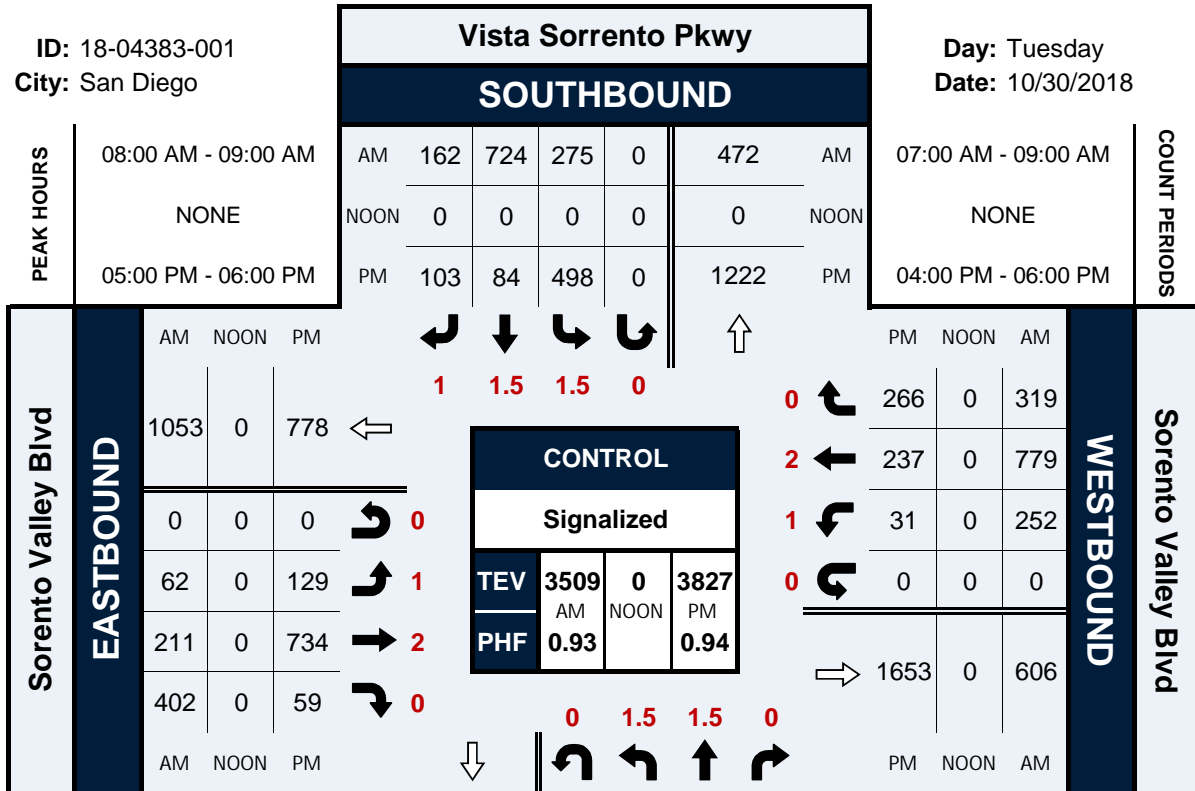 ID: 18-04383-001
City: San Diego
Vista Sorrento Pkwy
SOUTHBOUND
Day: Tuesday
Date: 10/30/2018
PEAK HOURS
08:00 AM - 09:00 AM
NONE
05:00 PM - 06:00 PM
AM 162 724 275 0 472 AM
NOON 0 0 0 0 0 NOON
PM 103 84 498 0 1222 PM
07:00 AM - 09:00 AM
NONE
04:00 PM - 06:00 PM
COUNT PERIODS
1 1.5 1.5 0
Sorento Valley Blvd
EASTBOUND
AM NOON PM
1053 0 778
0 0 0 0
62 0 129 1
211 0 734 2
402 0 59 0
AM NOON PM
CONTROL
Signalized
TEV 3509 0 3827
AM NOON PM
PHF 0.93 0.94
PM NOON AM
0 266 0 319
2 237 0 779
1 31 0 252
0 0 0 0
1653 0 606
PM NOON AM
WESTBOUND
Sorento Valley Blvd
0 1.5 1.5 0